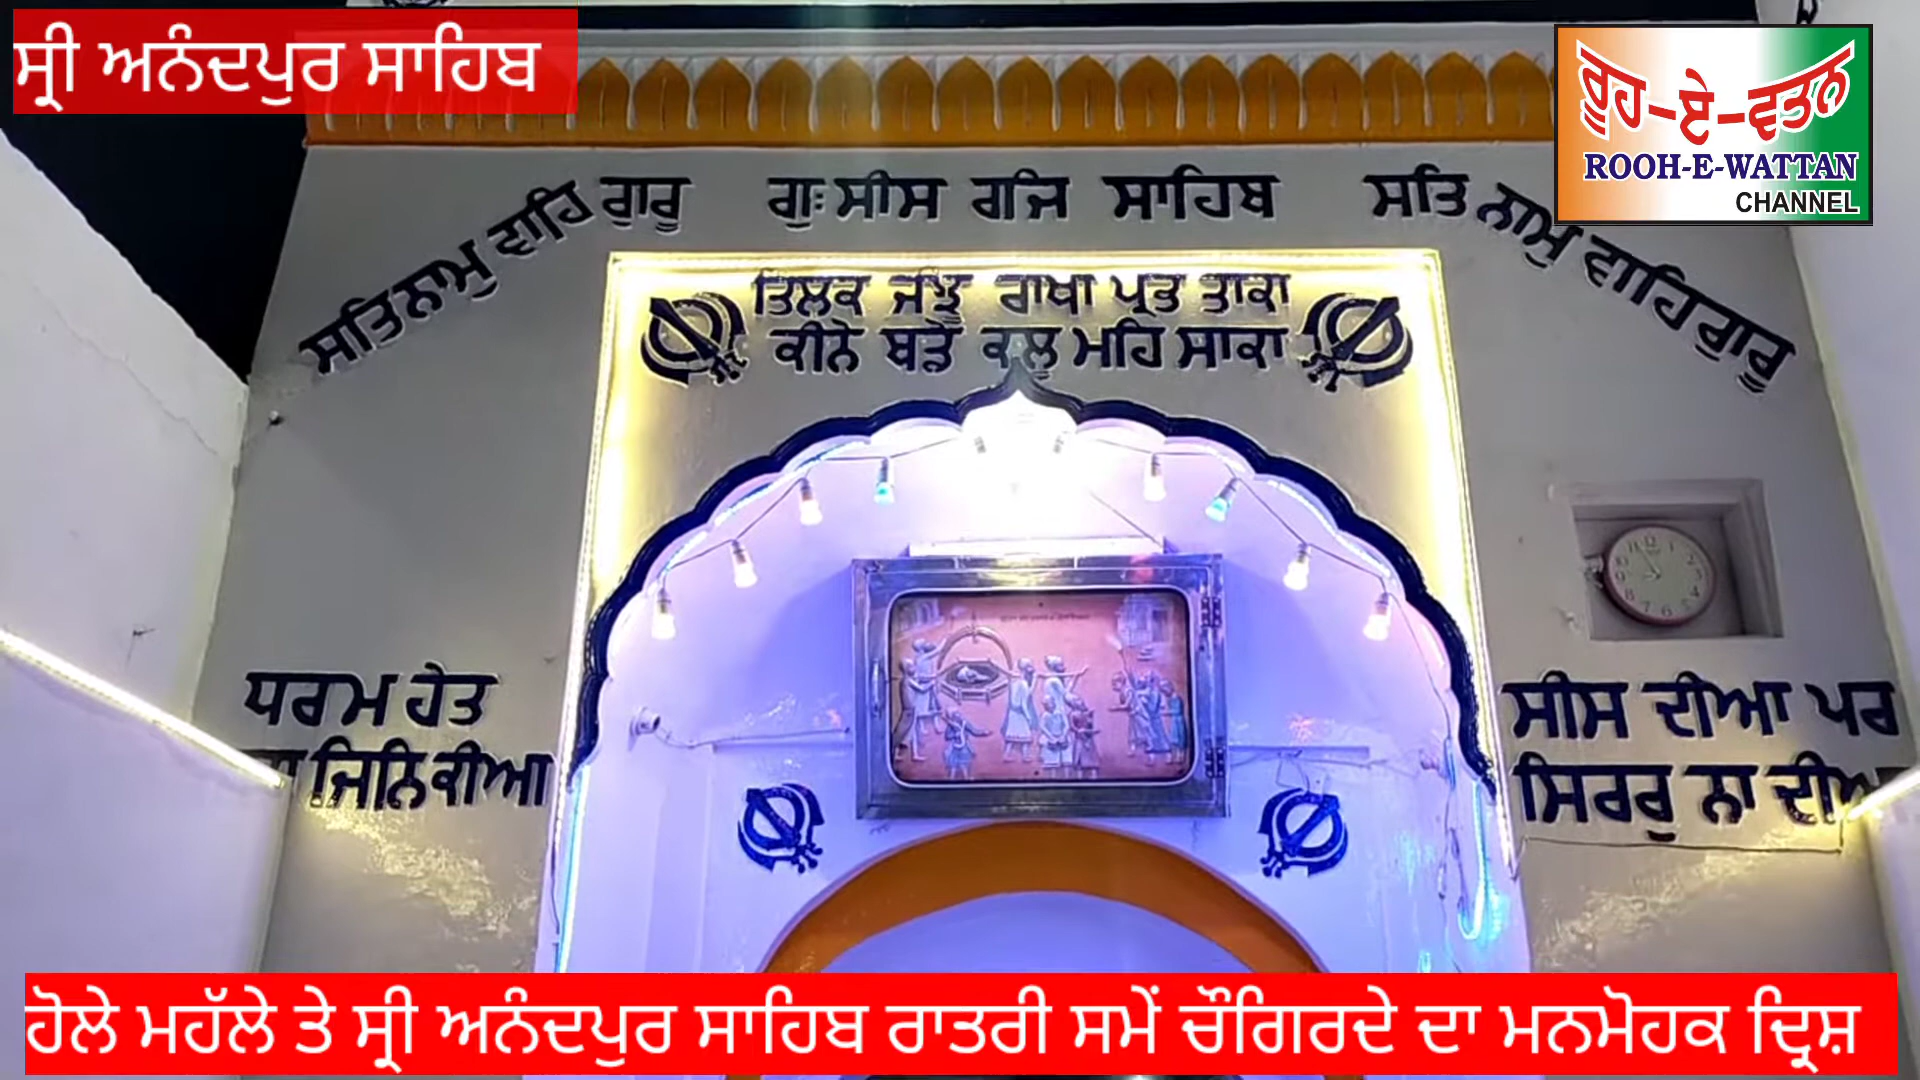 ਸ੍ਰੀ ਅਨੰਦਪੁਰ ਸਾਹਿਬ
ਰੂਹ-ਏ-ਵਤਨ
ROOH-E-WATTAN
CHANNEL
ਸਤਿਨਾਮੁ ਵਾਹਿ ਗੁਰੂ
ਗੁਃ ਸੀਸ ਗੰਜ ਸਾਹਿਬ
ਸਤਿ ਨਾਮੁ ਵਾਹਿਗੁਰੂ
ਤਿਲਕ ਜੰਝੂ ਰਾਖਾ ਪ੍ਰਭ ਤਾਕਾ
ਕੀਨੋ ਬਡੋ ਕਲੂ ਮਹਿ ਸਾਕਾ
ਧਰਮ ਹੇਤ
ਜਿਨਿ ਕੀਆ
ਸੀਸ ਦੀਆ ਪਰ
ਸਿਰਰੁ ਨਾ
ਹੋਲੇ ਮਹੱਲੇ ਤੇ ਸ੍ਰੀ ਅਨੰਦਪੁਰ ਸਾਹਿਬ ਰਾਤਰੀ ਸਮੇਂ ਚੌਗਿਰਦੇ ਦਾ ਮਨਮੋਹਕ ਦ੍ਰਿਸ਼